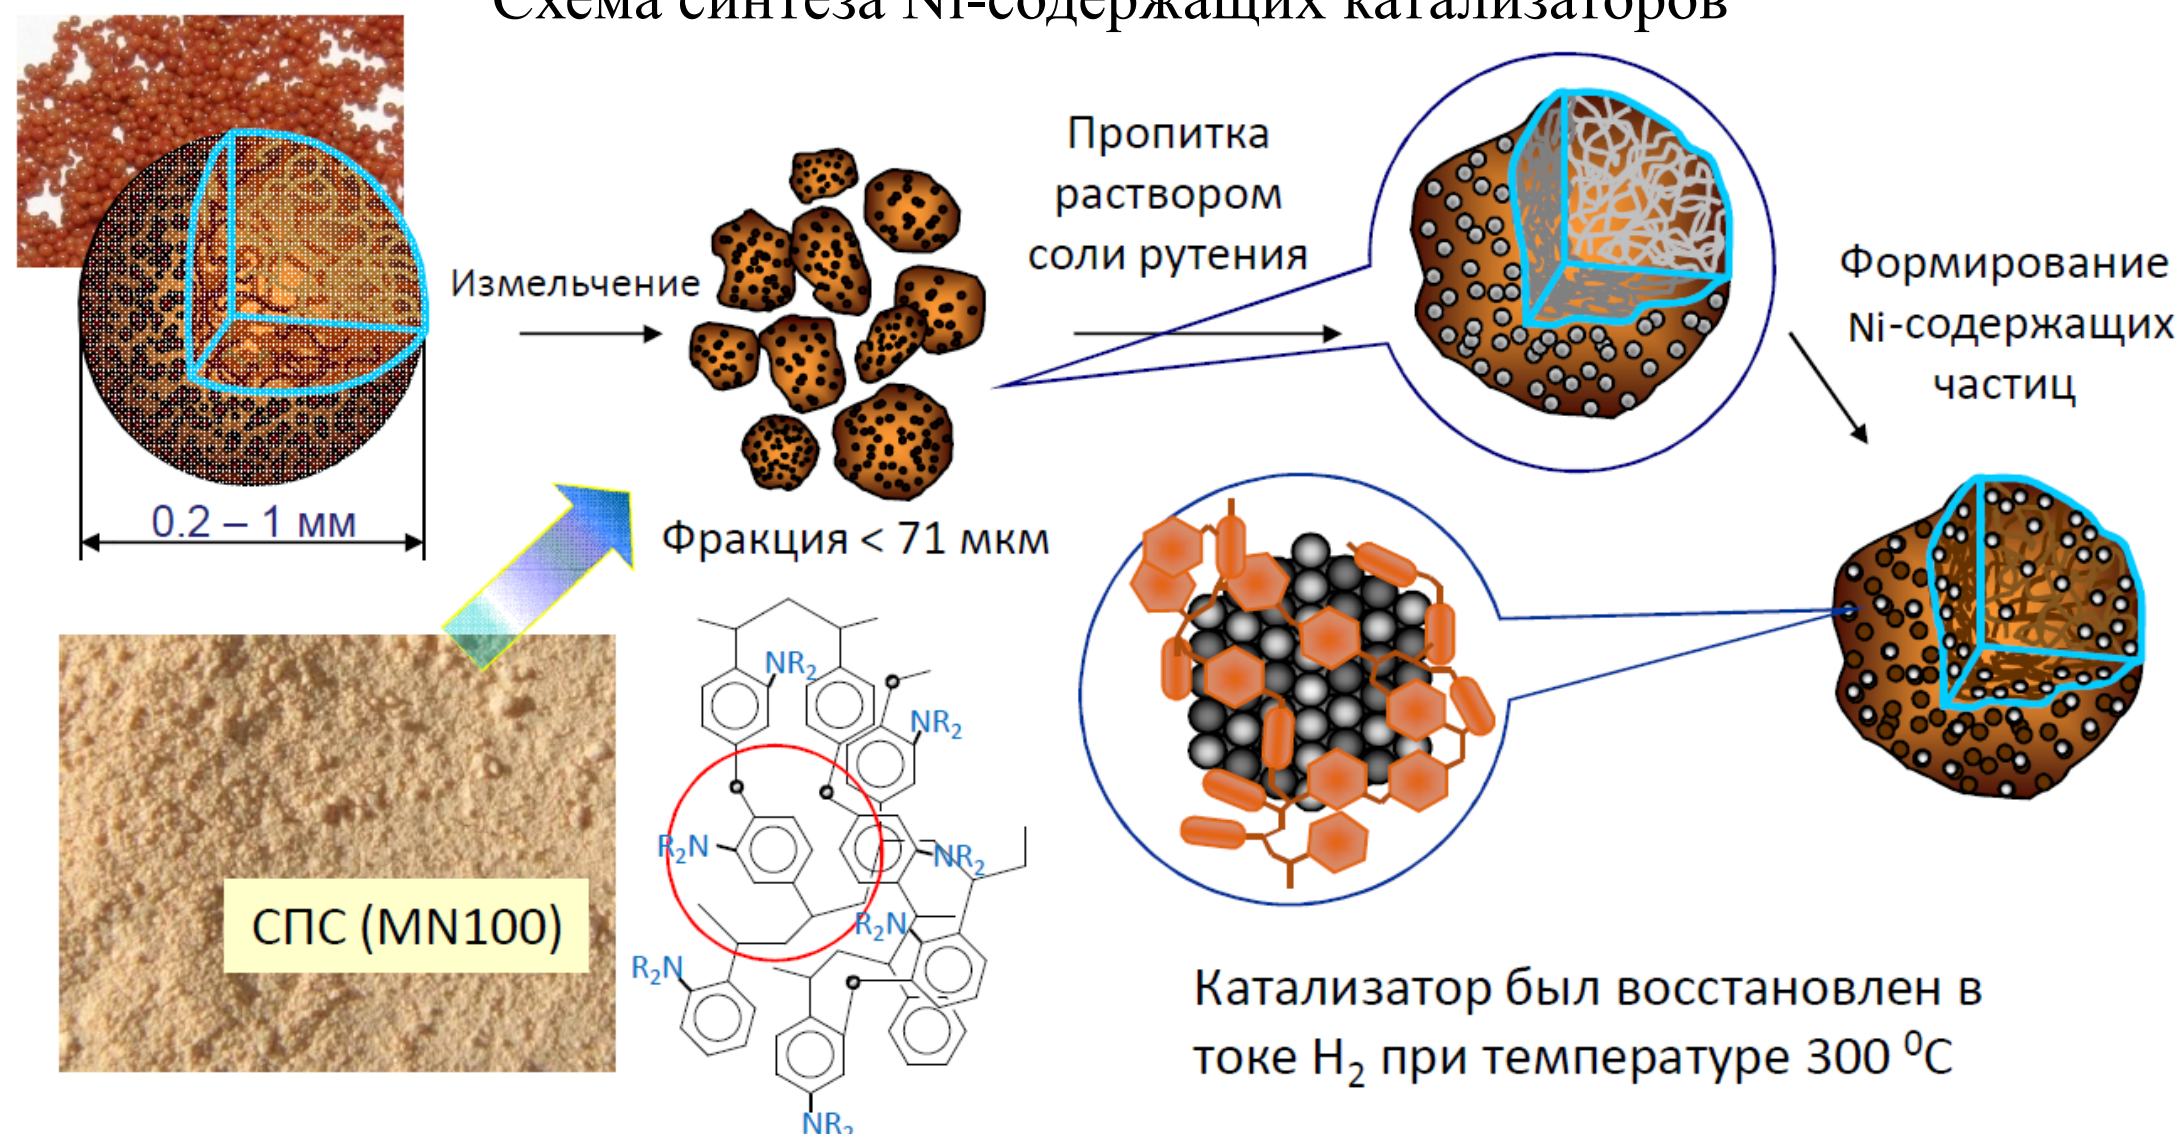 Схема синтеза Ni-содержащих катализаторов
Пропитка
раствором
соли рутения
Измельчение
Формирование
Ni-содержащих
частиц
0.2 – 1 мм
Фракция < 71 мкм
NR₂
NR₂
R₂N
NR₂
R₂N
R₂N
NR₂
СПС (MN100)
Катализатор был восстановлен в
токе H₂ при температуре 300 ⁰С